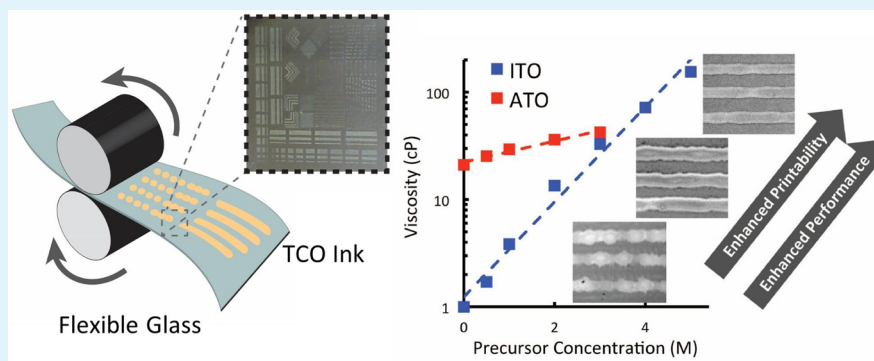 TCO Ink
Flexible Glass
ITO
ATO
Viscosity (cP)
100
10
1
0
2
4
Precursor Concentration (M)
Enhanced Printability
Enhanced Performance